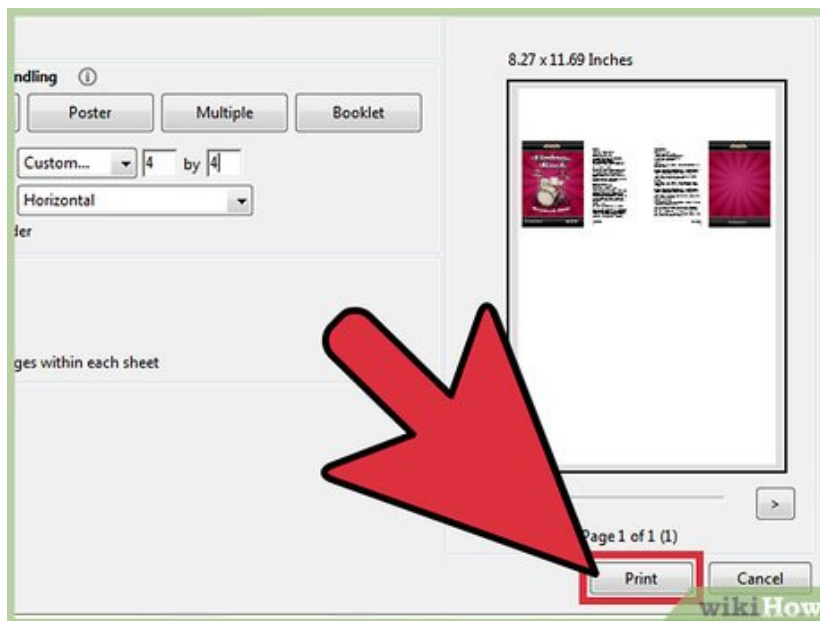 8.27 x 11.69 Inches
ndling
Poster Multiple Booklet
Custom... 4 by 4
Horizontal
der
ges within each sheet
>
Page 1 of 1 (1)
Print Cancel
wikiHow